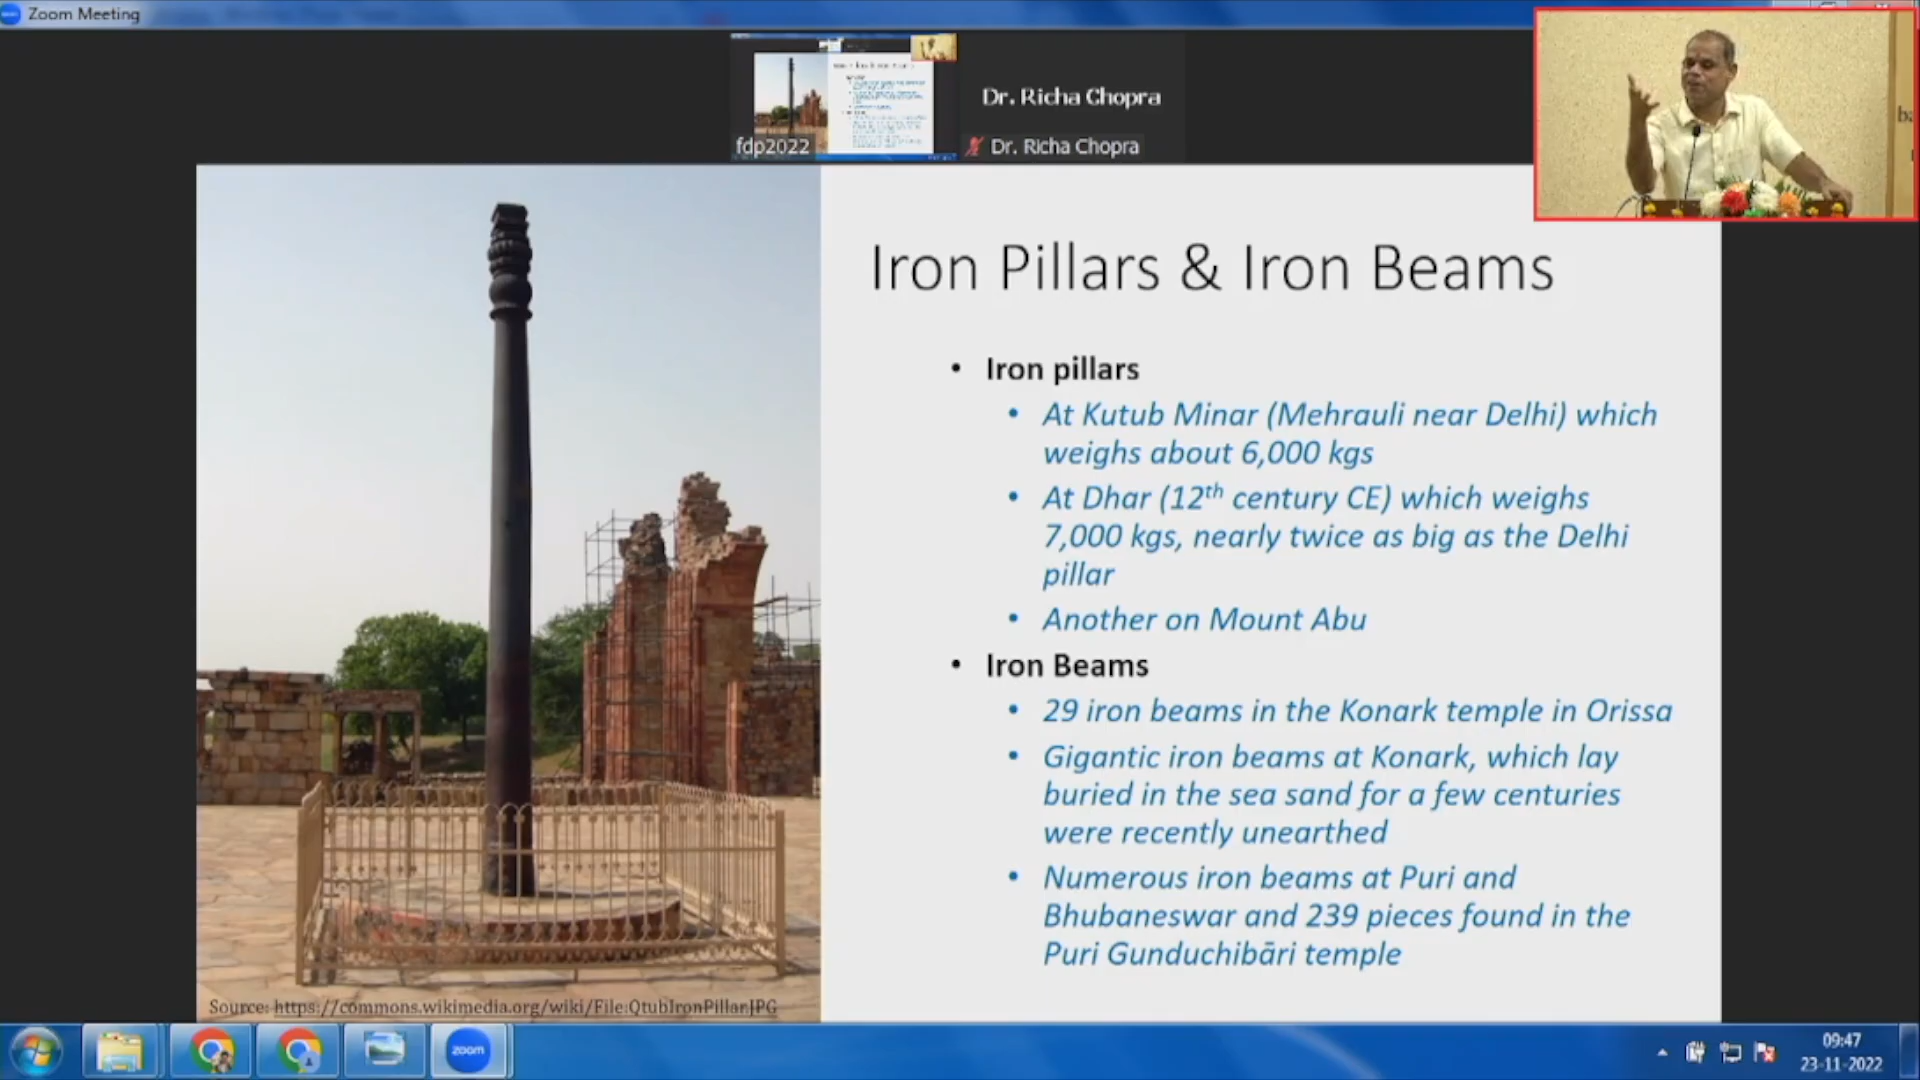 Zoom Meeting
fdp2022
Dr. Richa Chopra
Dr. Richa Chopra
Iron Pillars & Iron Beams
• Iron pillars
• At Kutub Minar (Mehrauli near Delhi) which
weighs about 6,000 kgs
• At Dhar (12th century CE) which weighs
7,000 kgs, nearly twice as big as the Delhi
pillar
• Another on Mount Abu
• Iron Beams
• 29 iron beams in the Konark temple in Orissa
• Gigantic iron beams at Konark, which lay
buried in the sea sand for a few centuries
were recently unearthed
• Numerous iron beams at Puri and
Bhubaneswar and 239 pieces found in the
Puri Gunduchibāri temple
Source: https://commons.wikimedia.org/wiki/File:QtubIronPillar.JPG
zoom
09:47
23-11-2022